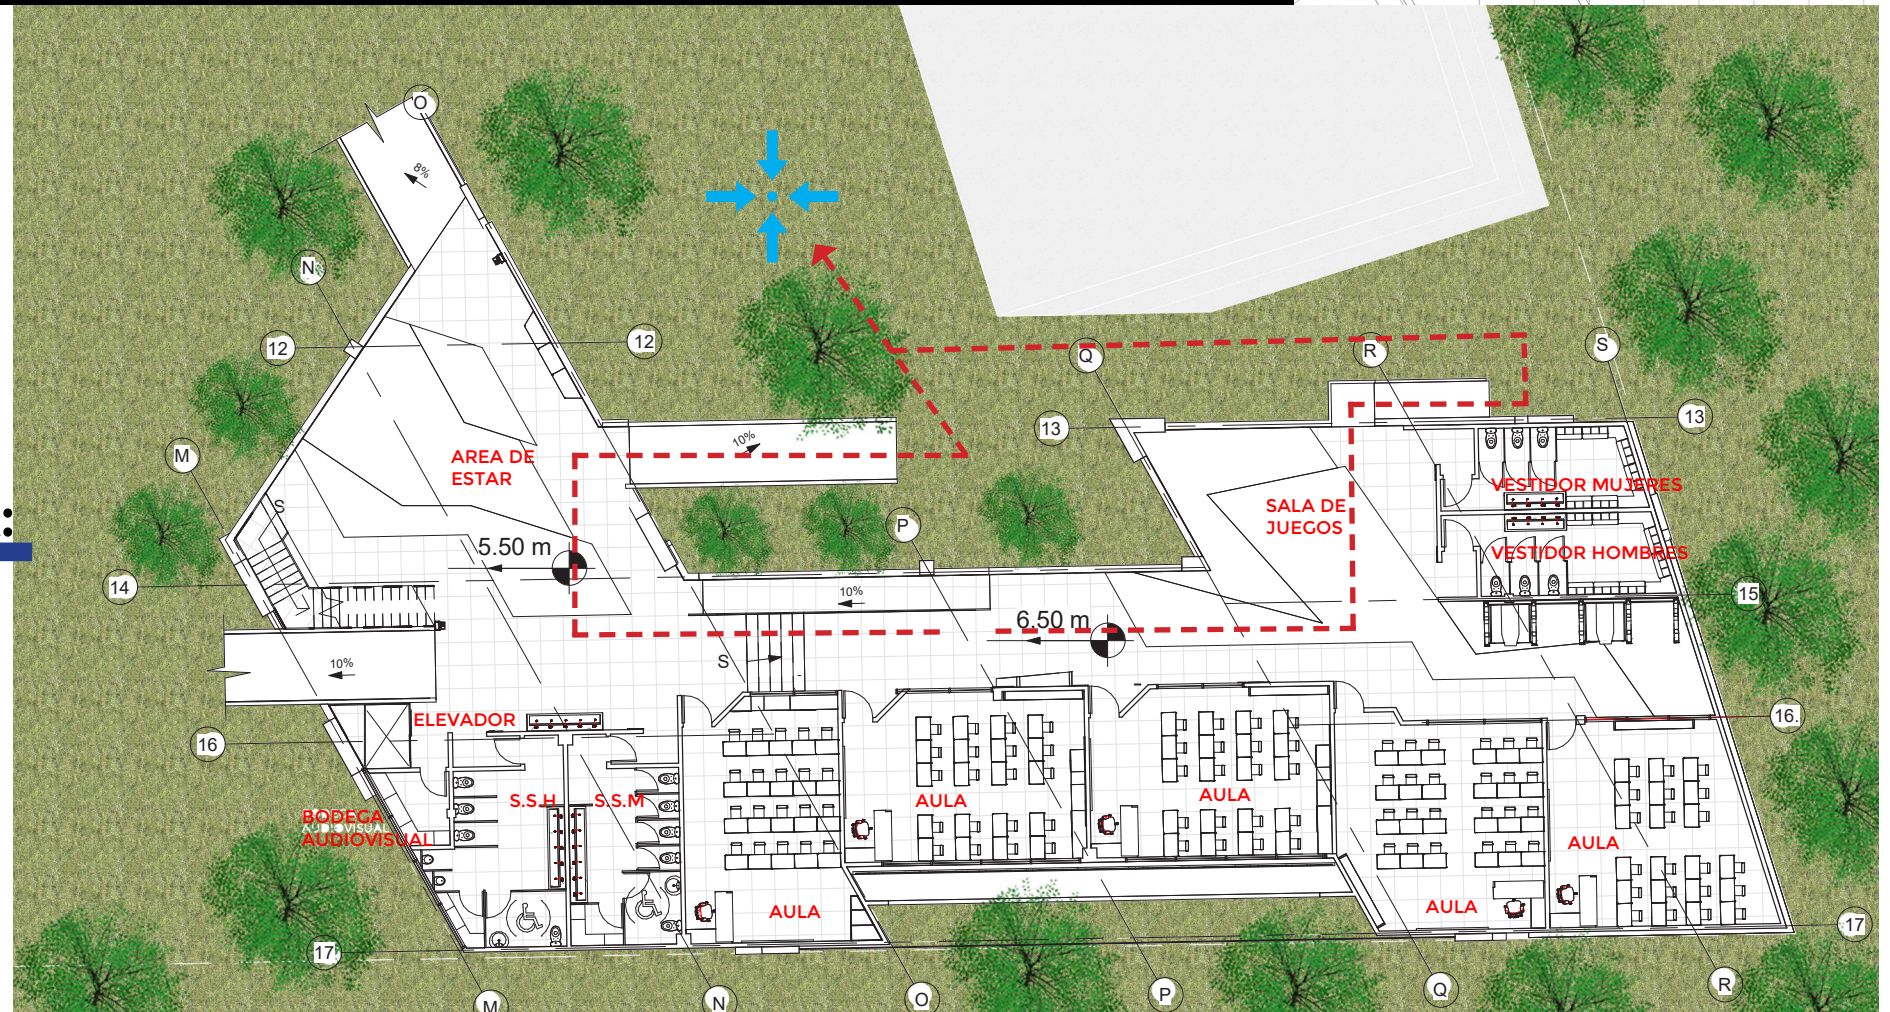 O
8%
N
12
12
Q
R
S
13
13
M
10%
AREA DE
ESTAR
S
SALA DE
JUEGOS
VESTIDOR MUJERES
P
5.50 m
VESTIDOR HOMBRES
14
10%
15
6.50 m
S
10%
ELEVADOR
16
16.
S.S.H
S.S.M
AULA
AULA
BODEGA
AUDIOVISUAL
AULA
AULA
AULA
17
17
M
N
O
P
Q
R